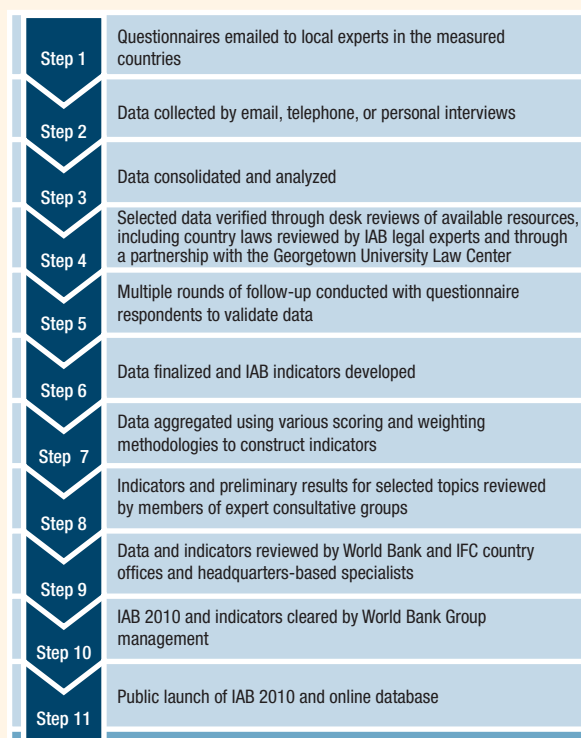 Step 1
Questionnaires emailed to local experts in the measured
countries
Step 2
Data collected by email, telephone, or personal interviews
Step 3
Data consolidated and analyzed
Step 4
Selected data verified through desk reviews of available resources,
including country laws reviewed by IAB legal experts and through
a partnership with the Georgetown University Law Center
Step 5
Multiple rounds of follow-up conducted with questionnaire
respondents to validate data
Step 6
Data finalized and IAB indicators developed
Step 7
Data aggregated using various scoring and weighting
methodologies to construct indicators
Step 8
Indicators and preliminary results for selected topics reviewed
by members of expert consultative groups
Step 9
Data and indicators reviewed by World Bank and IFC country
offices and headquarters-based specialists
Step 10
IAB 2010 and indicators cleared by World Bank Group
management
Step 11
Public launch of IAB 2010 and online database